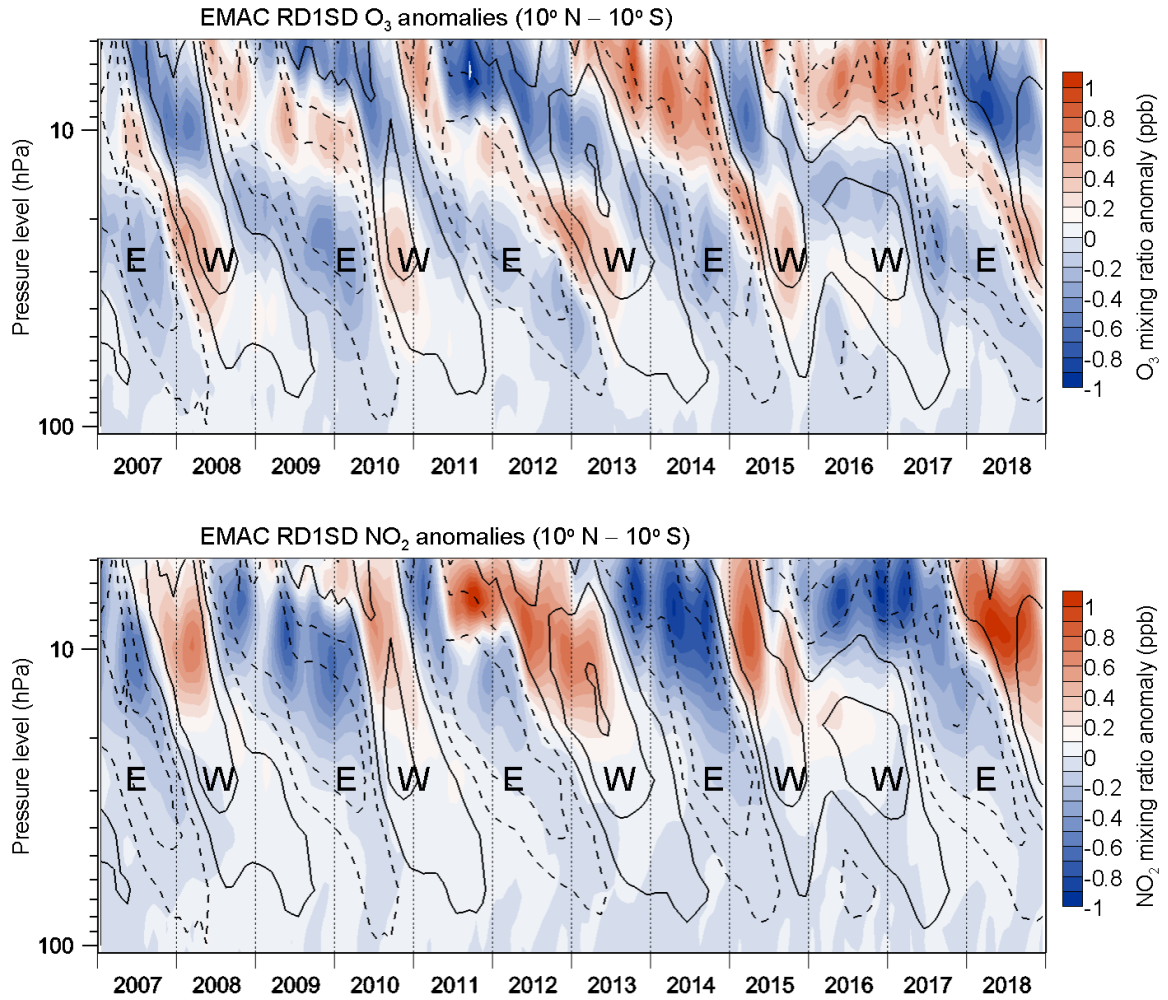 EMAC RD1SD O₃ anomalies (10° N – 10° S)
Pressure level (hPa)
10
100
E W E W E W E W W E
2007 2008 2009 2010 2011 2012 2013 2014 2015 2016 2017 2018
1
0.8
0.6
0.4
0.2
0
-0.2
-0.4
-0.6
-0.8
-1
O₃ mixing ratio anomaly (ppb)
EMAC RD1SD NO₂ anomalies (10° N – 10° S)
Pressure level (hPa)
10
100
E W E W E W E W W E
2007 2008 2009 2010 2011 2012 2013 2014 2015 2016 2017 2018
1
0.8
0.6
0.4
0.2
0
-0.2
-0.4
-0.6
-0.8
-1
NO₂ mixing ratio anomaly (ppb)